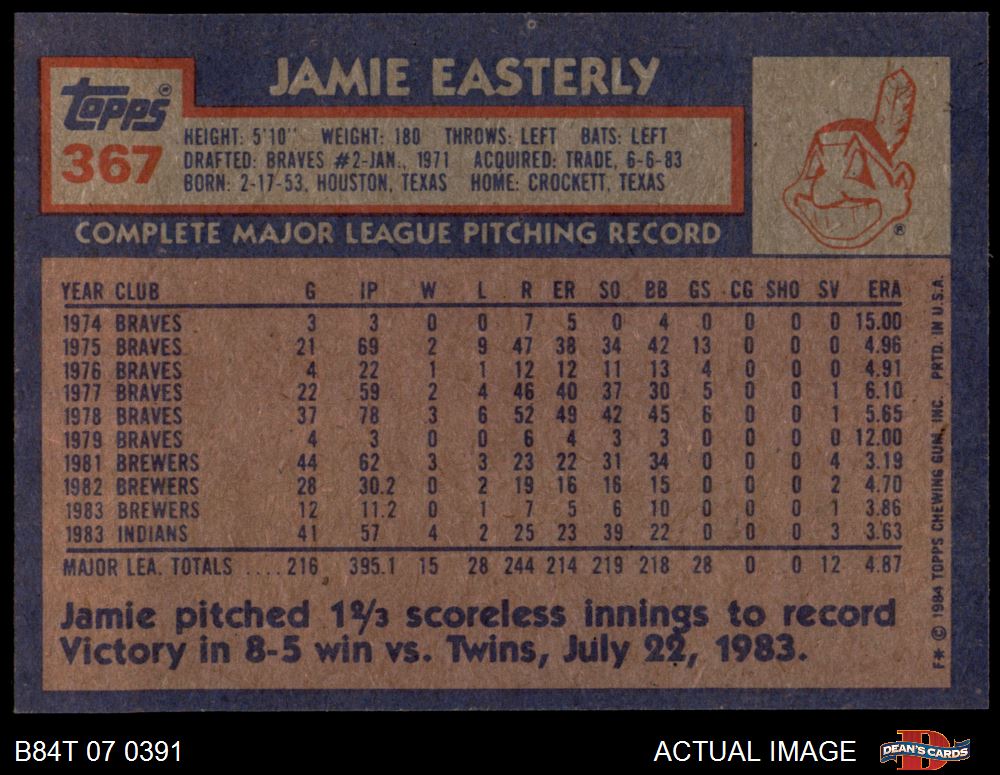 JAMIE EASTERLY
Topps®
367
HEIGHT: 5'10" WEIGHT: 180 THROWS: LEFT BATS: LEFT
DRAFTED: BRAVES #2-JAN., 1971 ACQUIRED: TRADE, 6-6-83
BORN: 2-17-53, HOUSTON, TEXAS HOME: CROCKETT, TEXAS
®
COMPLETE MAJOR LEAGUE PITCHING RECORD
YEAR CLUB G IP W L R ER SO BB GS CG SHO SV ERA
1974 BRAVES 3 3 0 0 7 5 0 4 0 0 0 0 15.00
1975 BRAVES 21 69 2 9 47 38 34 42 13 0 0 0 4.96
1976 BRAVES 4 22 1 1 12 12 11 13 4 0 0 0 4.91
1977 BRAVES 22 59 2 4 46 40 37 30 5 0 0 1 6.10
1978 BRAVES 37 78 3 6 52 49 42 45 6 0 0 1 5.65
1979 BRAVES 4 3 0 0 6 4 3 3 0 0 0 0 12.00
1981 BREWERS 44 62 3 3 23 22 31 34 0 0 0 4 3.19
1982 BREWERS 28 30.2 0 2 19 16 16 15 0 0 0 2 4.70
1983 BREWERS 12 11.2 0 1 7 5 6 10 0 0 0 1 3.86
1983 INDIANS 41 57 4 2 25 23 39 22 0 0 0 3 3.63
MAJOR LEA. TOTALS ....216 395.1 15 28 244 214 219 218 28 0 0 12 4.87
Jamie pitched 1⅔ scoreless innings to record
Victory in 8-5 win vs. Twins, July 22, 1983.
F* © 1984 TOPPS CHEWING GUM, INC. PRTD. IN U.S.A.
B84T 07 0391
ACTUAL IMAGE
D
DEAN'S CARDS